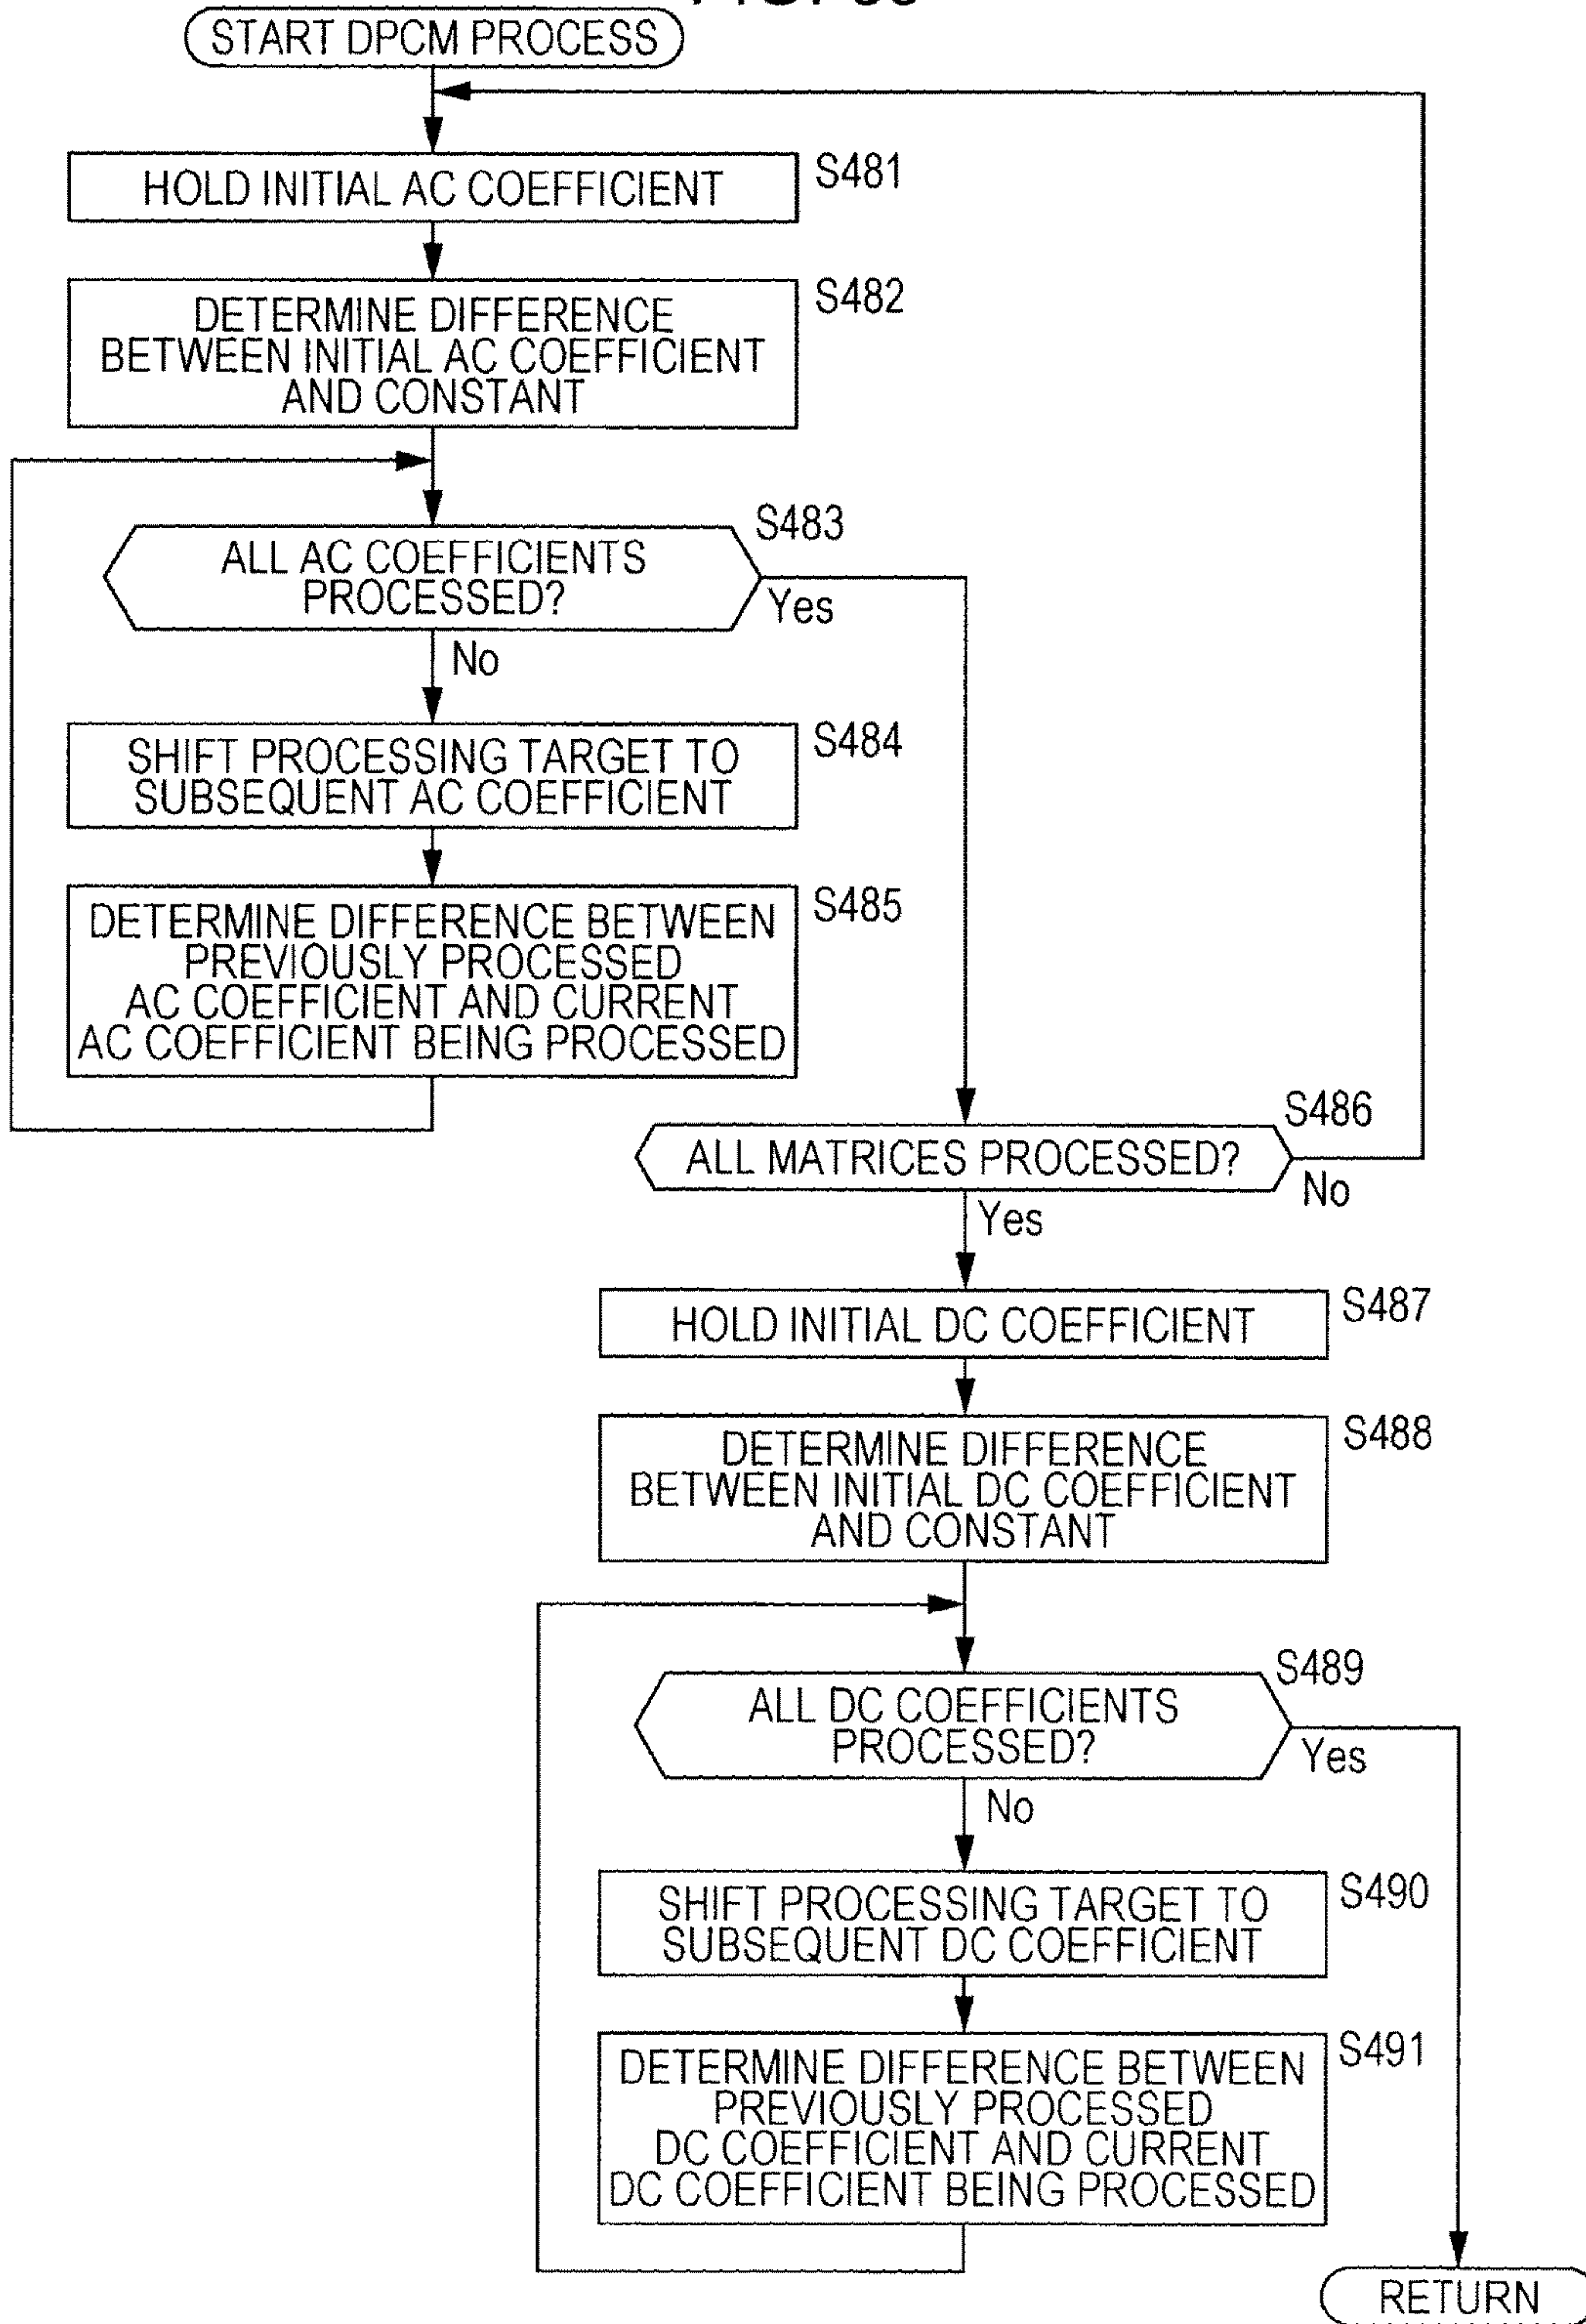 START DPCM PROCESS
S481
HOLD INITIAL AC COEFFICIENT
S482
DETERMINE DIFFERENCE
BETWEEN INITIAL AC COEFFICIENT
AND CONSTANT
S483
ALL AC COEFFICIENTS
PROCESSED?
Yes
No
S484
SHIFT PROCESSING TARGET TO
SUBSEQUENT AC COEFFICIENT
S485
DETERMINE DIFFERENCE BETWEEN
PREVIOUSLY PROCESSED
AC COEFFICIENT AND CURRENT
AC COEFFICIENT BEING PROCESSED
S486
ALL MATRICES PROCESSED?
No
Yes
S487
HOLD INITIAL DC COEFFICIENT
S488
DETERMINE DIFFERENCE
BETWEEN INITIAL DC COEFFICIENT
AND CONSTANT
S489
ALL DC COEFFICIENTS
PROCESSED?
Yes
No
S490
SHIFT PROCESSING TARGET TO
SUBSEQUENT DC COEFFICIENT
S491
DETERMINE DIFFERENCE BETWEEN
PREVIOUSLY PROCESSED
DC COEFFICIENT AND CURRENT
DC COEFFICIENT BEING PROCESSED
RETURN